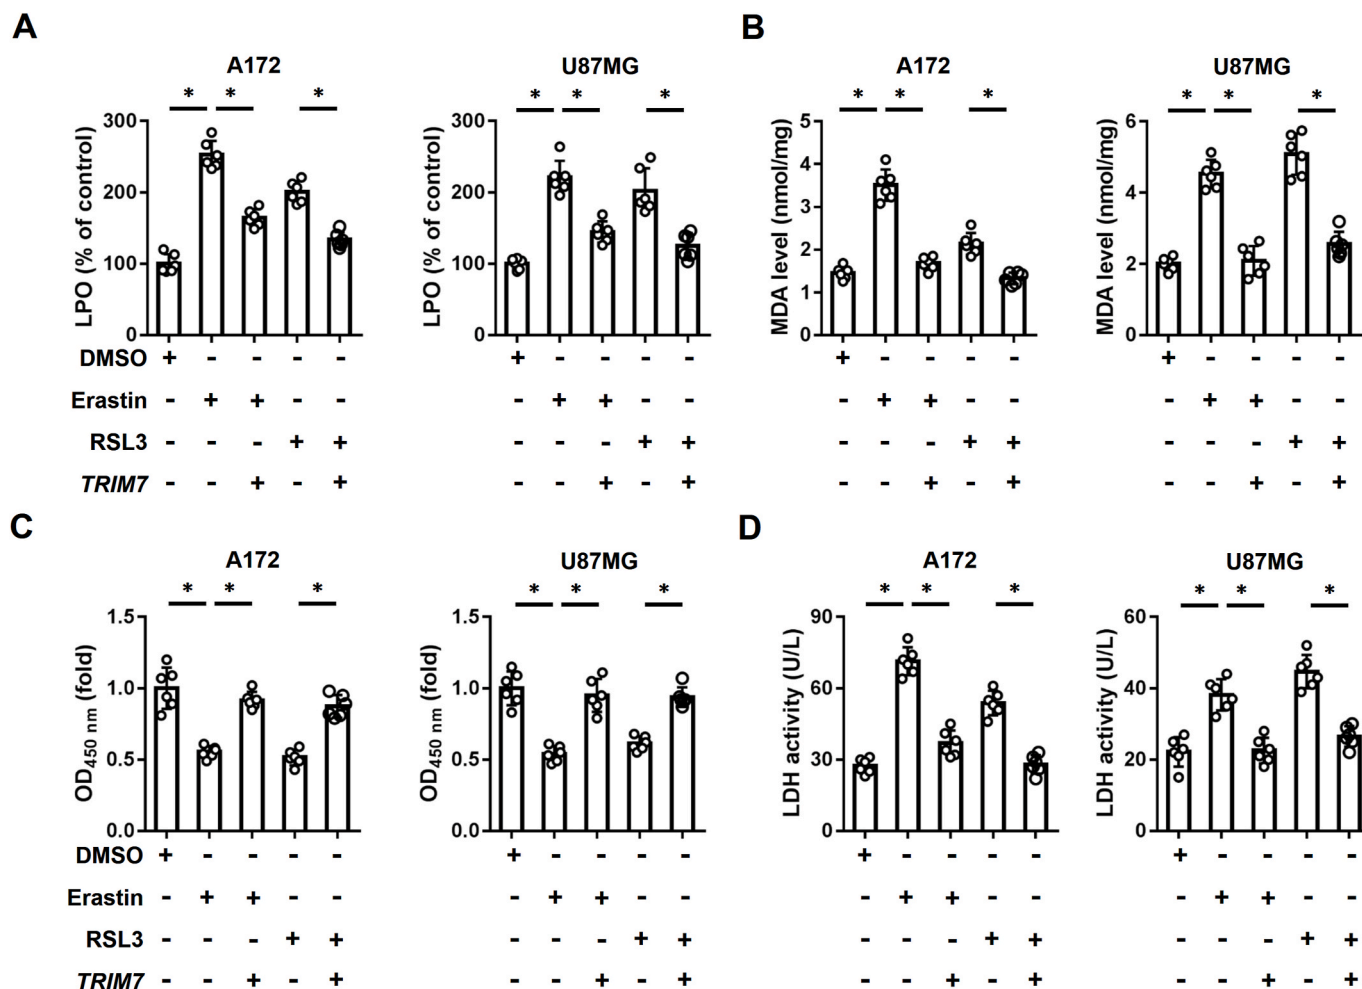 A
B
A172
U87MG
A172
U87MG
* * *
* * *
* * *
* * *
LPO (% of control)
300
200
100
0
LPO (% of control)
300
200
100
0
MDA level (nmol/mg)
5
4
3
2
1
0
MDA level (nmol/mg)
6
4
2
0
DMSO + - - - - + - - - - + - - - - + - - - -
Erastin - + + - - - + + - - - + + - - - + + - -
RSL3 - - - + + - - - + + - - - + + - - - + +
TRIM7 - - + - + - - + - + - - + - + - - + - +
C
D
A172
U87MG
A172
U87MG
* * *
* * *
* * *
* * *
OD450 nm (fold)
1.5
1.0
0.5
0.0
OD450 nm (fold)
1.5
1.0
0.5
0.0
LDH activity (U/L)
90
60
30
0
LDH activity (U/L)
60
40
20
0
DMSO + - - - - + - - - - + - - - - + - - - -
Erastin - + + - - - + + - - - + + - - - + + - -
RSL3 - - - + + - - - + + - - - + + - - - + +
TRIM7 - - + - + - - + - + - - + - + - - + - +